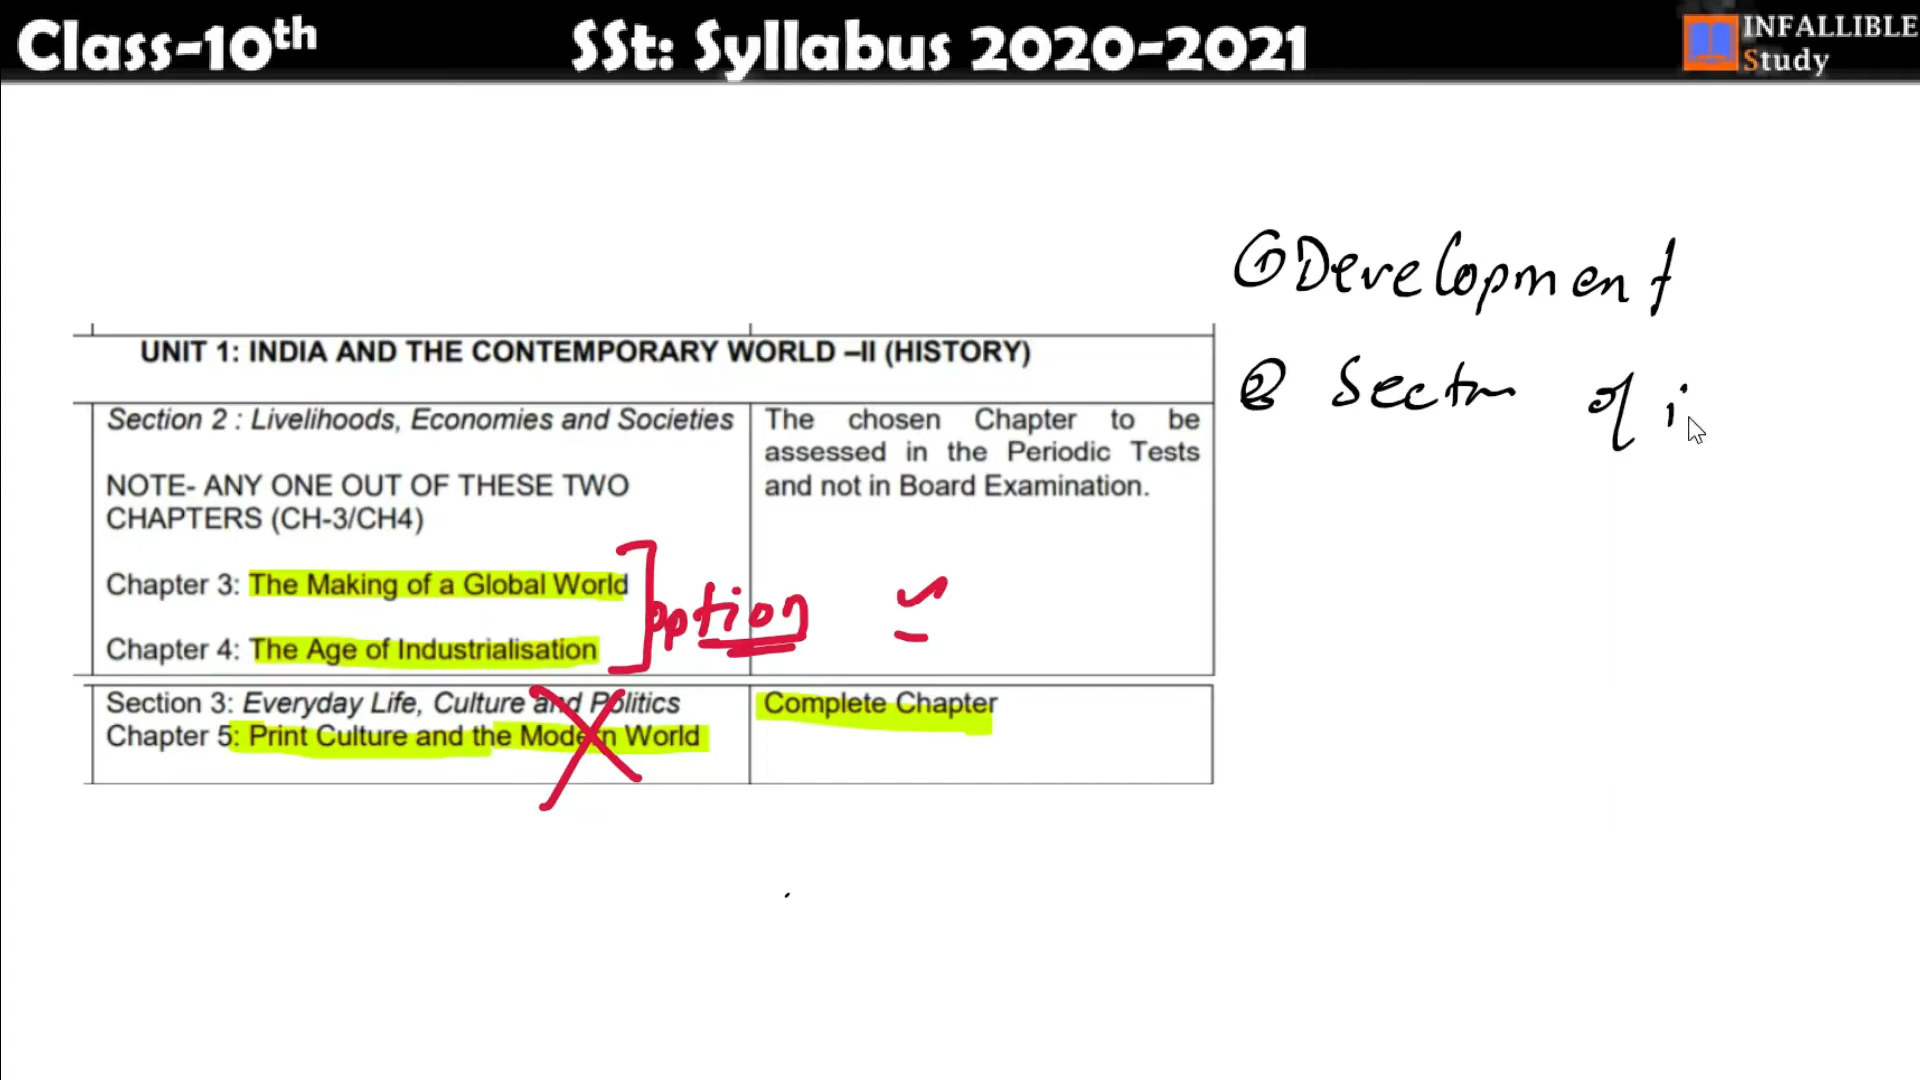 Class-10th
SSt: Syllabus 2020-2021
INFALLIBLE
Study
UNIT 1: INDIA AND THE CONTEMPORARY WORLD –II (HISTORY)
Section 2 : Livelihoods, Economies and Societies
NOTE- ANY ONE OUT OF THESE TWO
CHAPTERS (CH-3/CH4)
Chapter 3: The Making of a Global World
Chapter 4: The Age of Industrialisation
The chosen Chapter to be
assessed in the Periodic Tests
and not in Board Examination.
option
Section 3: Everyday Life, Culture and Politics
Chapter 5: Print Culture and the Modern World
Complete Chapter
① Development
② Sector of i